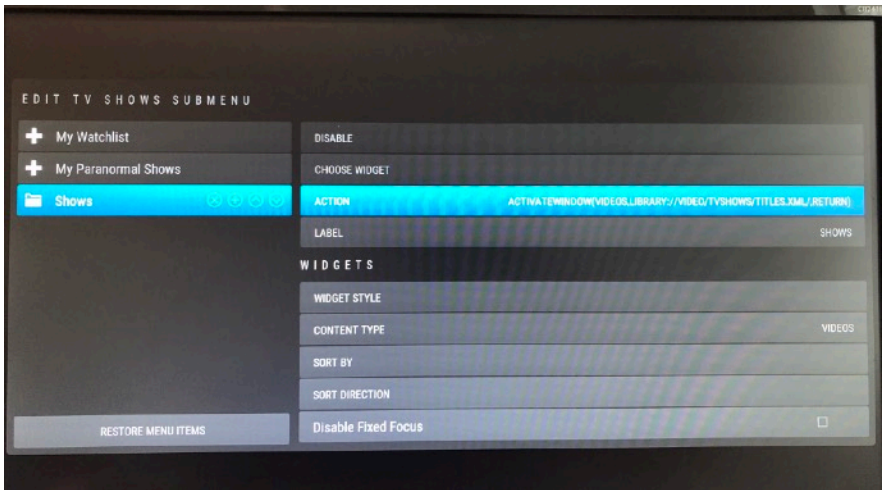 EDIT TV SHOWS SUBMENU
My Watchlist
My Paranormal Shows
Shows
RESTORE MENU ITEMS
DISABLE
CHOOSE WIDGET
ACTION ACTIVATEWINDOW(VIDEOS,LIBRARY://VIDEO/TVSHOWS/TITLES.XML/,RETURN)
LABEL SHOWS
WIDGETS
WIDGET STYLE
CONTENT TYPE VIDEOS
SORT BY
SORT DIRECTION
Disable Fixed Focus